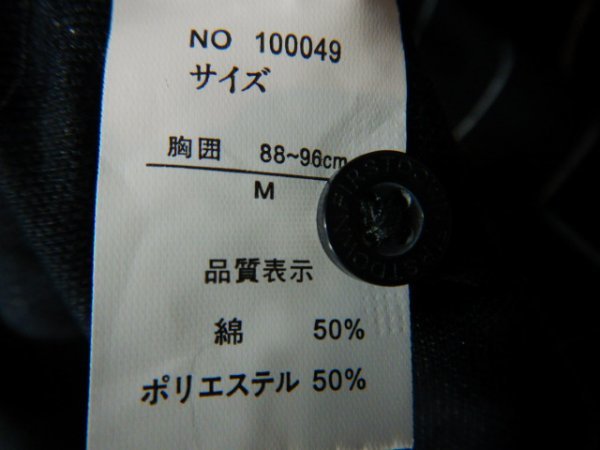 NO 100049
サイズ
胸囲 88~96cm
M
品質表示
綿 50%
ポリエステル 50%